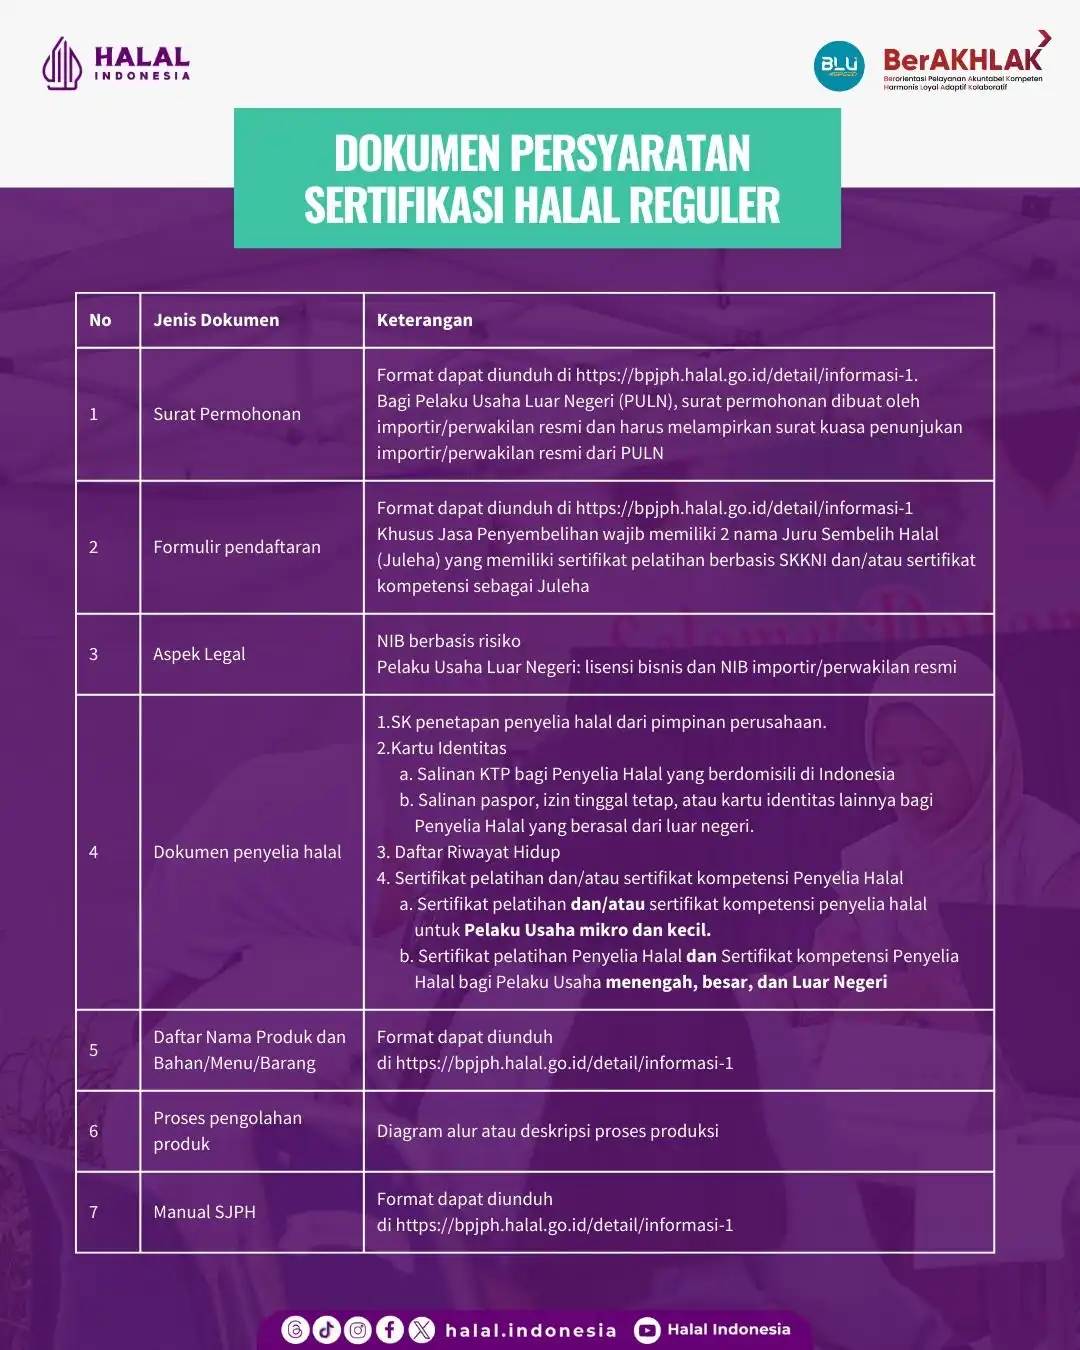 HALAL
INDONESIA
BLU
BerAKHLAK
Berorientasi Pelayanan Akuntabel Kompeten
Harmonis Loyal Adaptif Kolaboratif
DOKUMEN PERSYARATAN
SERTIFIKASI HALAL REGULER
No
Jenis Dokumen
Keterangan
1
Surat Permohonan
Format dapat diunduh di https://bpjph.halal.go.id/detail/informasi-1.
Bagi Pelaku Usaha Luar Negeri (PULN), surat permohonan dibuat oleh
importir/perwakilan resmi dan harus melampirkan surat kuasa penunjukan
importir/perwakilan resmi dari PULN
2
Formulir pendaftaran
Format dapat diunduh di https://bpjph.halal.go.id/detail/informasi-1
Khusus Jasa Penyembelihan wajib memiliki 2 nama Juru Sembelih Halal
(Juleha) yang memiliki sertifikat pelatihan berbasis SKKNI dan/atau sertifikat
kompetensi sebagai Juleha
3
Aspek Legal
NIB berbasis risiko
Pelaku Usaha Luar Negeri: lisensi bisnis dan NIB importir/perwakilan resmi
4
Dokumen penyelia halal
1.SK penetapan penyelia halal dari pimpinan perusahaan.
2.Kartu Identitas
a. Salinan KTP bagi Penyelia Halal yang berdomisili di Indonesia
b. Salinan paspor, izin tinggal tetap, atau kartu identitas lainnya bagi
Penyelia Halal yang berasal dari luar negeri.
3. Daftar Riwayat Hidup
4. Sertifikat pelatihan dan/atau sertifikat kompetensi Penyelia Halal
a. Sertifikat pelatihan dan/atau sertifikat kompetensi penyelia halal
untuk Pelaku Usaha mikro dan kecil.
b. Sertifikat pelatihan Penyelia Halal dan Sertifikat kompetensi Penyelia
Halal bagi Pelaku Usaha menengah, besar, dan Luar Negeri
5
Daftar Nama Produk dan
Bahan/Menu/Barang
Format dapat diunduh
di https://bpjph.halal.go.id/detail/informasi-1
6
Proses pengolahan
produk
Diagram alur atau deskripsi proses produksi
7
Manual SJPH
Format dapat diunduh
di https://bpjph.halal.go.id/detail/informasi-1
halal.indonesia
Halal Indonesia